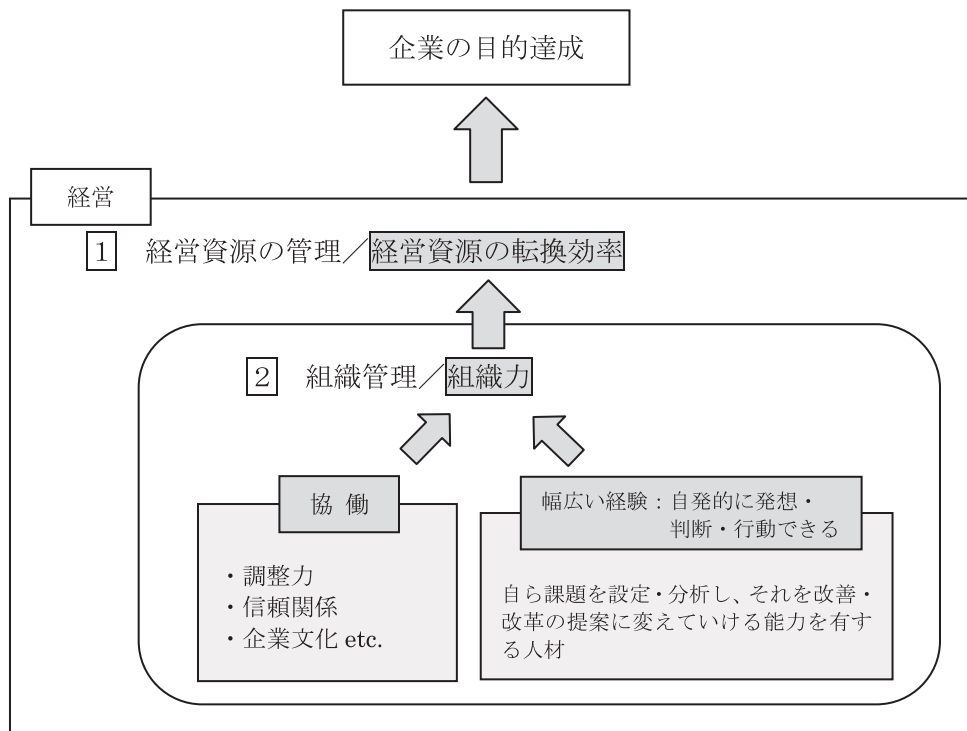 企業の目的達成
経営
1 経営資源の管理／経営資源の転換効率
2 組織管理／組織力
協 働
・調整力
・信頼関係
・企業文化 etc.
幅広い経験：自発的に発想・
判断・行動できる
自ら課題を設定・分析し、それを改善・
改革の提案に変えていける能力を有す
る人材